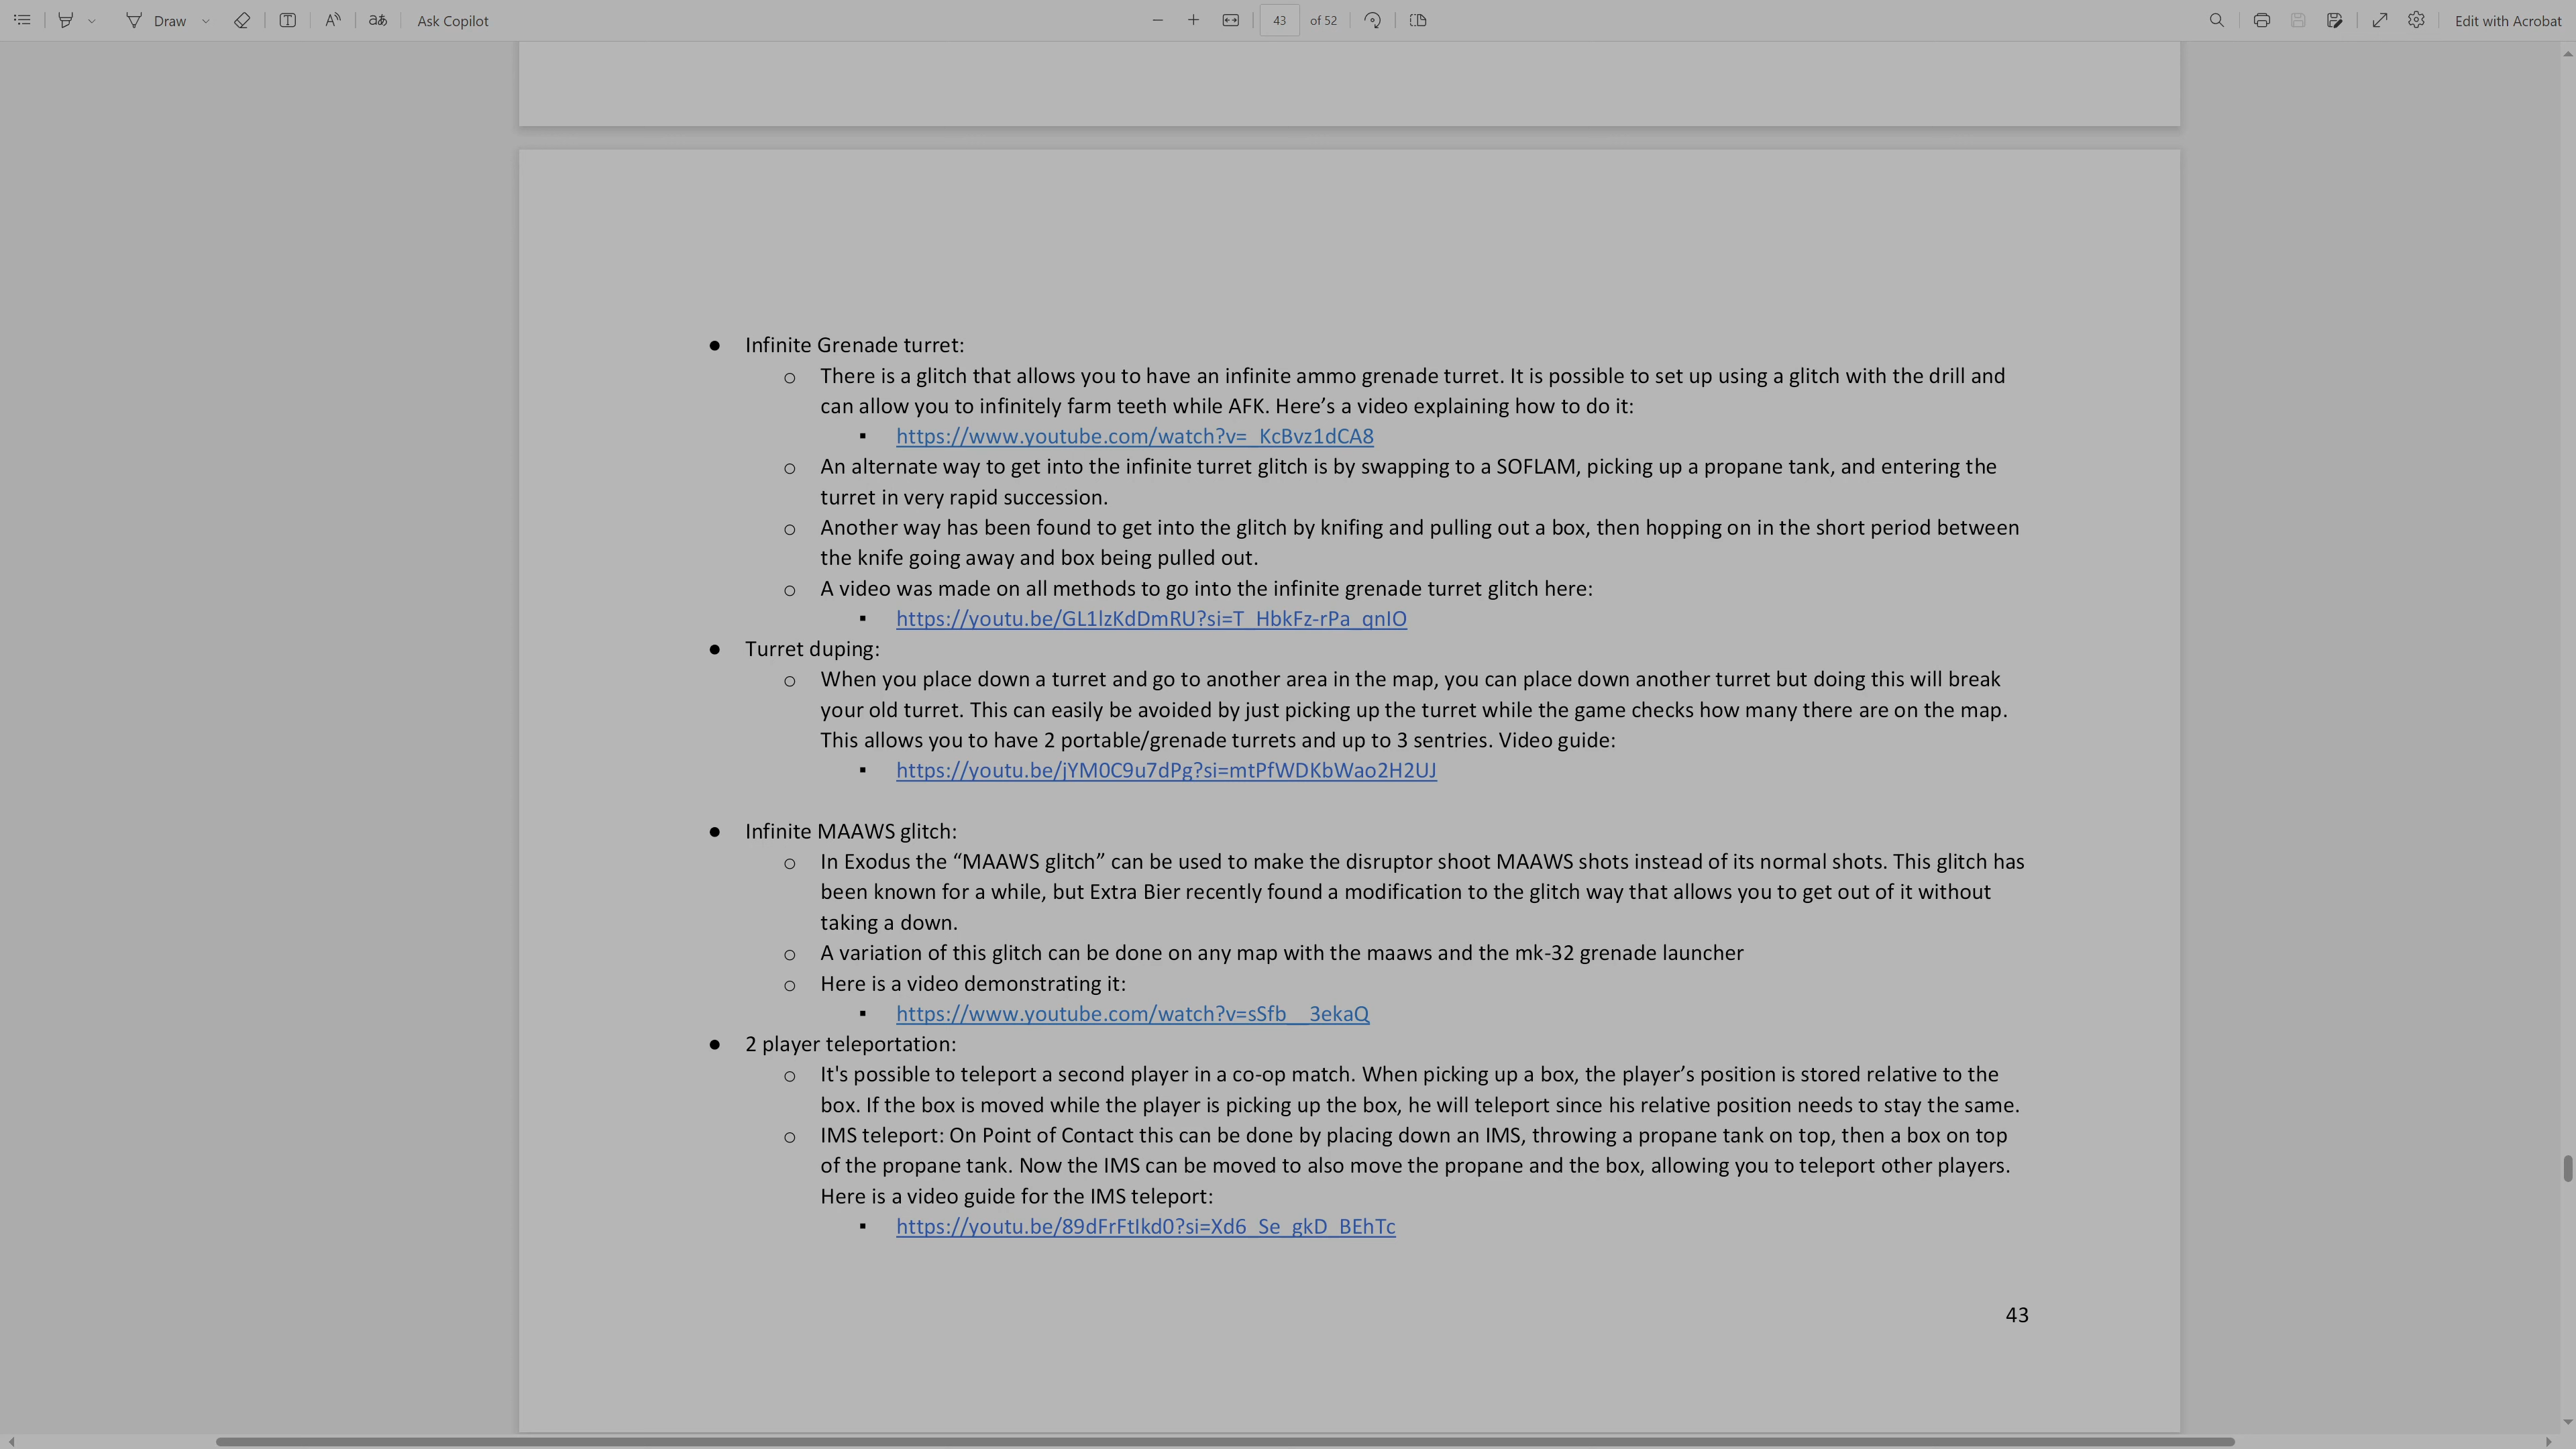 Draw
Ask Copilot
43
of 52
Edit with Acrobat
● Infinite Grenade turret:
o There is a glitch that allows you to have an infinite ammo grenade turret. It is possible to set up using a glitch with the drill and
can allow you to infinitely farm teeth while AFK. Here’s a video explaining how to do it:
▪ https://www.youtube.com/watch?v=_KcBvz1dCA8
o An alternate way to get into the infinite turret glitch is by swapping to a SOFLAM, picking up a propane tank, and entering the
turret in very rapid succession.
o Another way has been found to get into the glitch by knifing and pulling out a box, then hopping on in the short period between
the knife going away and box being pulled out.
o A video was made on all methods to go into the infinite grenade turret glitch here:
▪ https://youtu.be/GL1lzKdDmRU?si=T_HbkFz-rPa_qnIO
● Turret duping:
o When you place down a turret and go to another area in the map, you can place down another turret but doing this will break
your old turret. This can easily be avoided by just picking up the turret while the game checks how many there are on the map.
This allows you to have 2 portable/grenade turrets and up to 3 sentries. Video guide:
▪ https://youtu.be/jYM0C9u7dPg?si=mtPfWDKbWao2H2UJ
● Infinite MAAWS glitch:
o In Exodus the “MAAWS glitch” can be used to make the disruptor shoot MAAWS shots instead of its normal shots. This glitch has
been known for a while, but Extra Bier recently found a modification to the glitch way that allows you to get out of it without
taking a down.
o A variation of this glitch can be done on any map with the maaws and the mk-32 grenade launcher
o Here is a video demonstrating it:
▪ https://www.youtube.com/watch?v=sSfb__3ekaQ
● 2 player teleportation:
o It's possible to teleport a second player in a co-op match. When picking up a box, the player’s position is stored relative to the
box. If the box is moved while the player is picking up the box, he will teleport since his relative position needs to stay the same.
o IMS teleport: On Point of Contact this can be done by placing down an IMS, throwing a propane tank on top, then a box on top
of the propane tank. Now the IMS can be moved to also move the propane and the box, allowing you to teleport other players.
Here is a video guide for the IMS teleport:
▪ https://youtu.be/89dFrFtIkd0?si=Xd6_Se_gkD_BEhTc
43